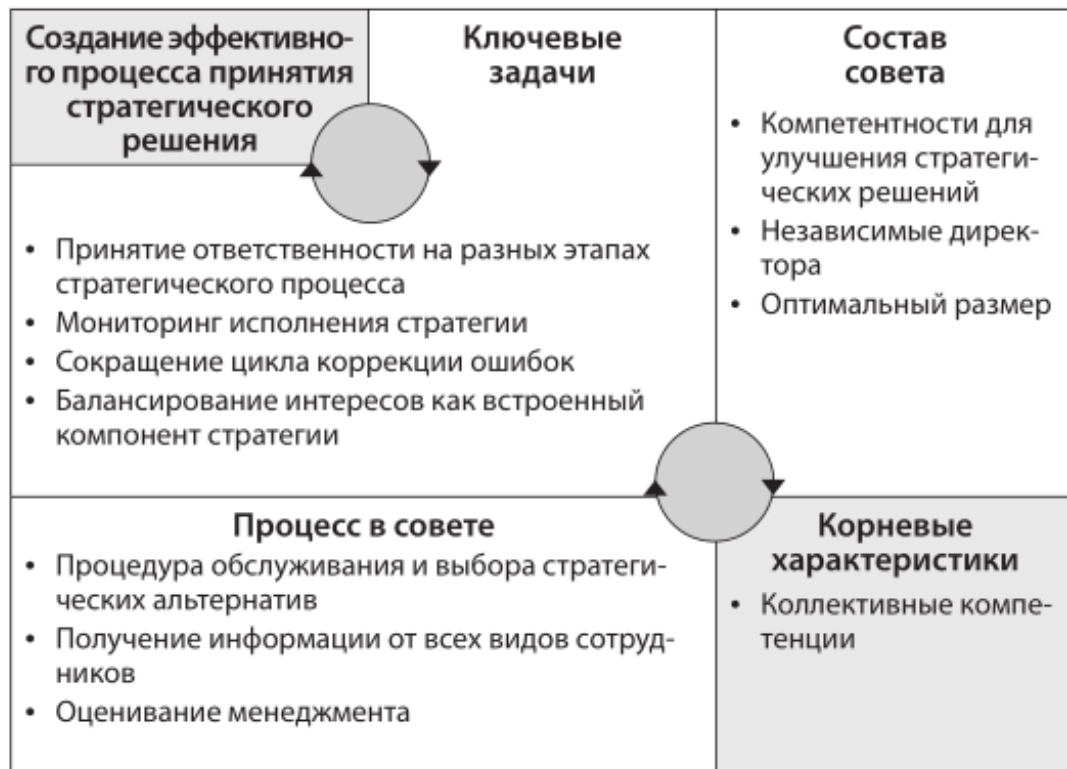 Создание эффективно-
го процесса принятия
стратегического
решения
Ключевые
задачи
• Принятие ответственности на разных этапах
стратегического процесса
• Мониторинг исполнения стратегии
• Сокращение цикла коррекции ошибок
• Балансирование интересов как встроенный
компонент стратегии
Состав
совета
• Компетентности для
улучшения стратеги-
ческих решений
• Независимые дирек-
тора
• Оптимальный размер
Процесс в совете
• Процедура обслуживания и выбора стратеги-
ческих альтернатив
• Получение информации от всех видов сотруд-
ников
• Оценивание менеджмента
Корневые
характеристики
• Коллективные компе-
тенции